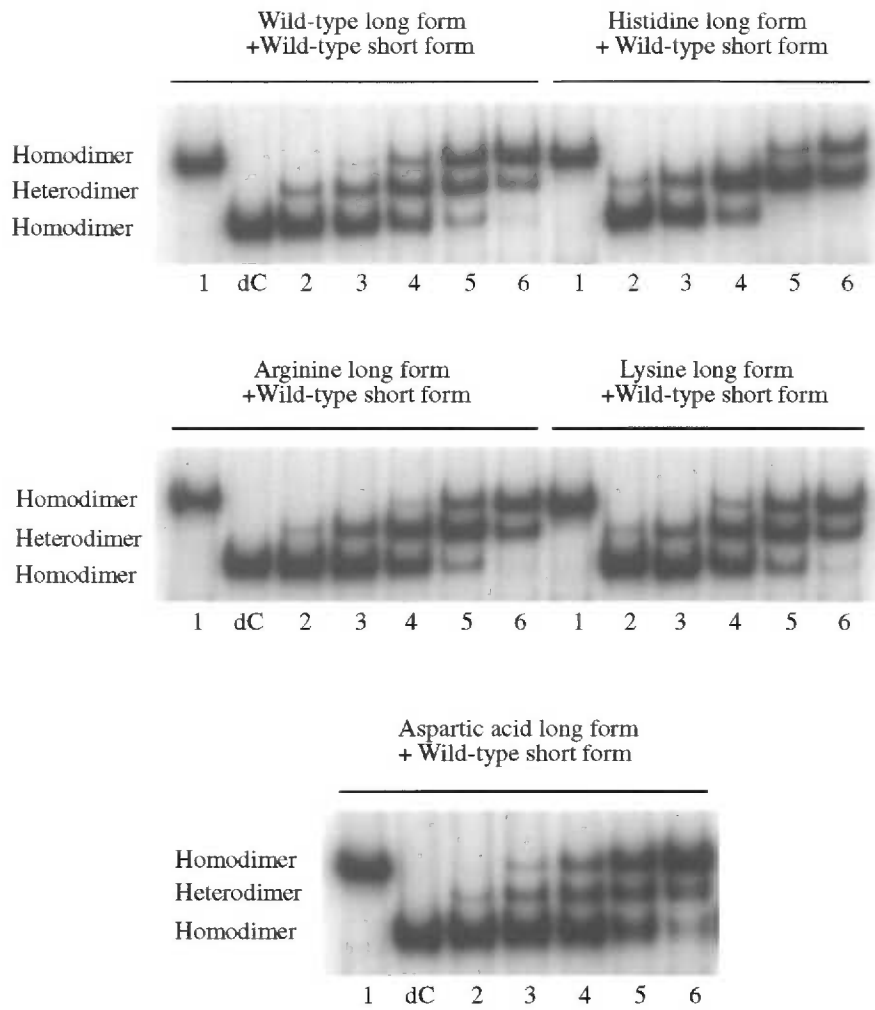 Wild-type long form
+Wild-type short form
Histidine long form
+ Wild-type short form
Homodimer
Heterodimer
Homodimer
1 dC 2 3 4 5 6 1 2 3 4 5 6
Arginine long form
+Wild-type short form
Lysine long form
+Wild-type short form
Homodimer
Heterodimer
Homodimer
1 dC 2 3 4 5 6 1 2 3 4 5 6
Aspartic acid long form
+ Wild-type short form
Homodimer
Heterodimer
Homodimer
1 dC 2 3 4 5 6